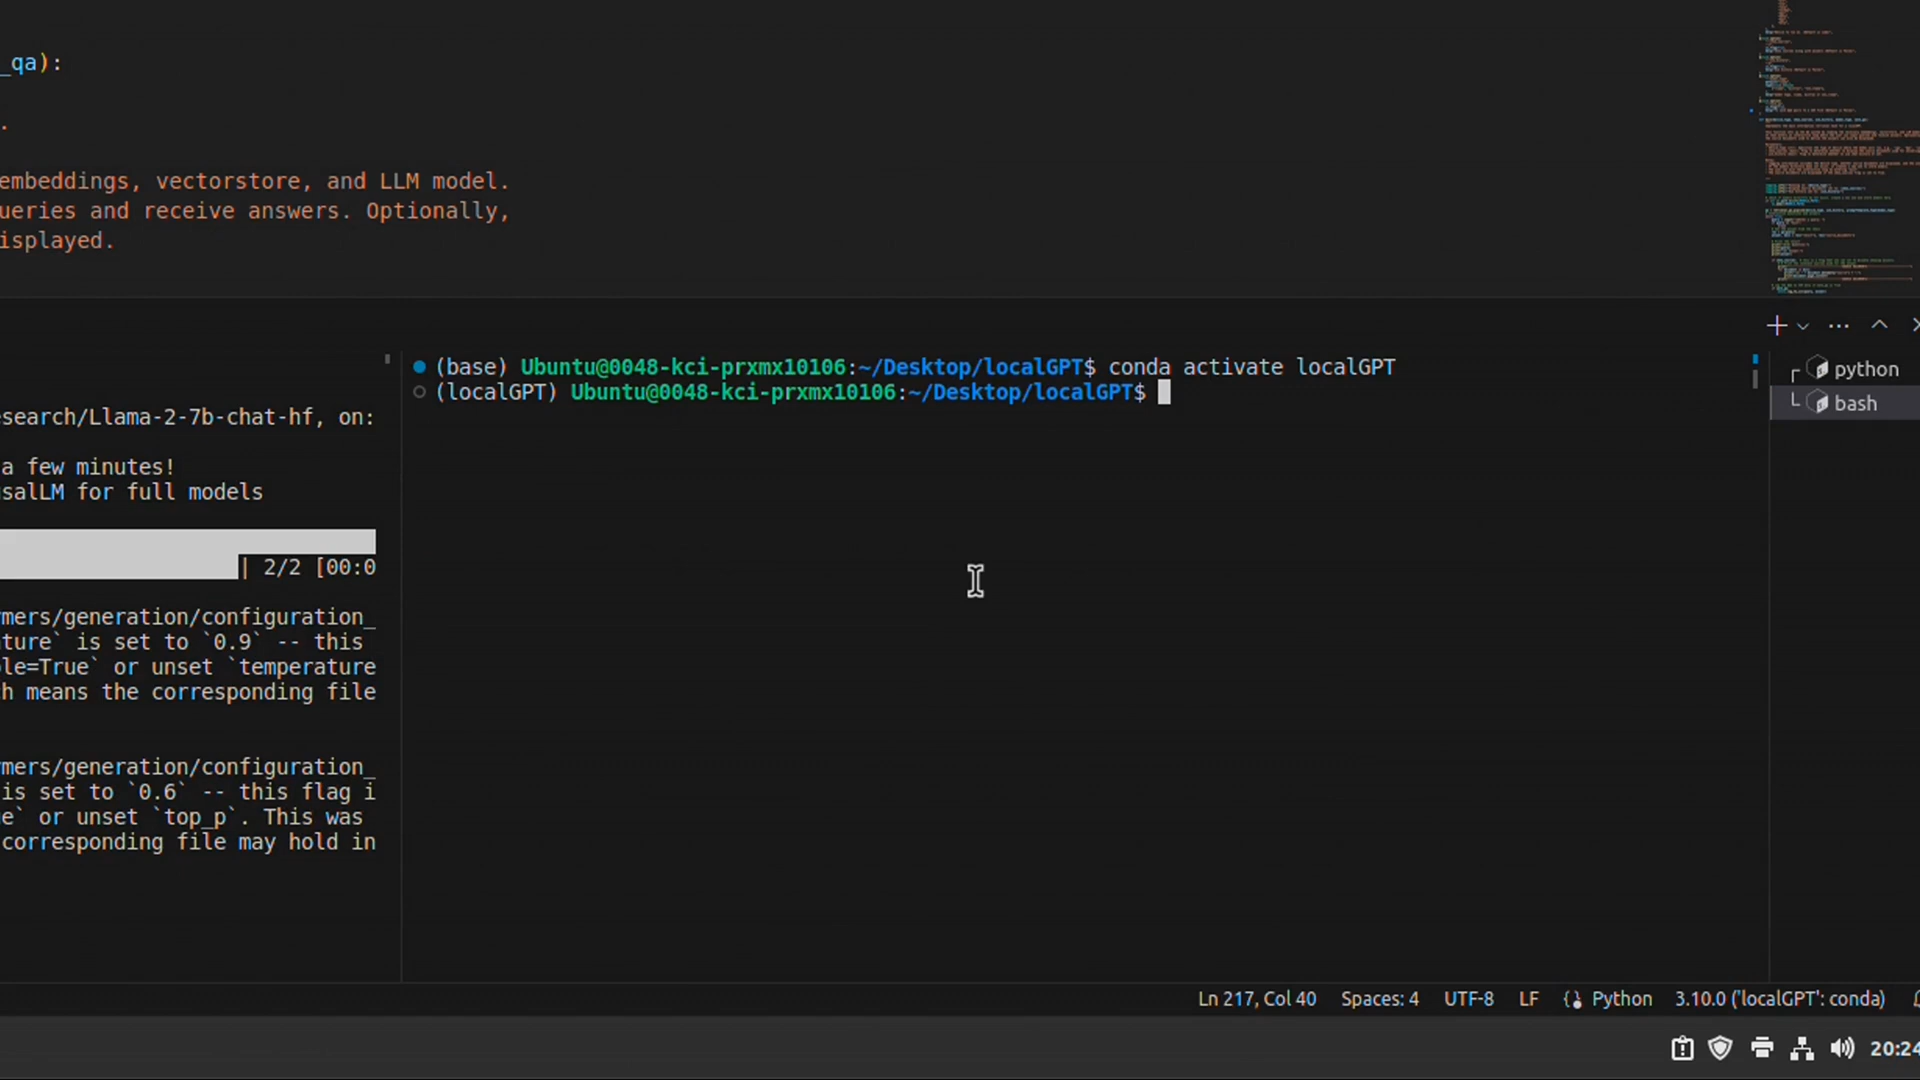 _qa):
.
embeddings, vectorstore, and LLM model.
ueries and receive answers. Optionally,
isplayed.
search/Llama-2-7b-chat-hf, on:
a few minutes!
salLM for full models
| 2/2 [00:0
mers/generation/configuration_
ture` is set to `0.9` -- this
le=True` or unset `temperature
h means the corresponding file
mers/generation/configuration_
is set to `0.6` -- this flag i
e` or unset `top_p`. This was
corresponding file may hold in
(base) Ubuntu@0048-kci-prxmx10106:~/Desktop/localGPT$ conda activate localGPT
(localGPT) Ubuntu@0048-kci-prxmx10106:~/Desktop/localGPT$
python
bash
Ln 217, Col 40 Spaces: 4 UTF-8 LF Python 3.10.0 ('localGPT': conda)
20:24